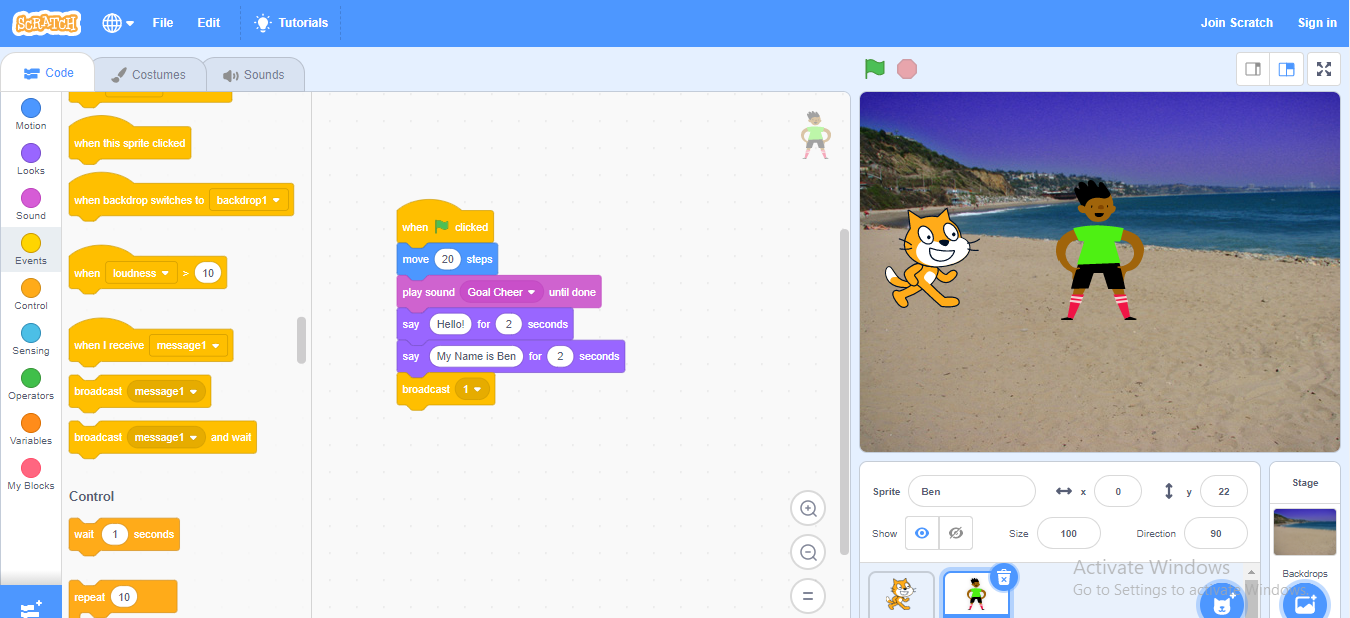 SCRATCH File Edit Tutorials Join Scratch Sign in
Code Costumes Sounds
Motion
Looks
Sound
Events
Control
Sensing
Operators
Variables
My Blocks
when this sprite clicked
when backdrop switches to backdrop1
when loudness > 10
when I receive message1
broadcast message1
broadcast message1 and wait
Control
wait 1 seconds
repeat 10
when clicked
move 20 steps
play sound Goal Cheer until done
say Hello! for 2 seconds
say My Name is Ben for 2 seconds
broadcast 1
Sprite Ben x 0 y 22
Show Size 100 Direction 90
Stage
Backdrops
Activate Windows
Go to Settings to activate Windows.